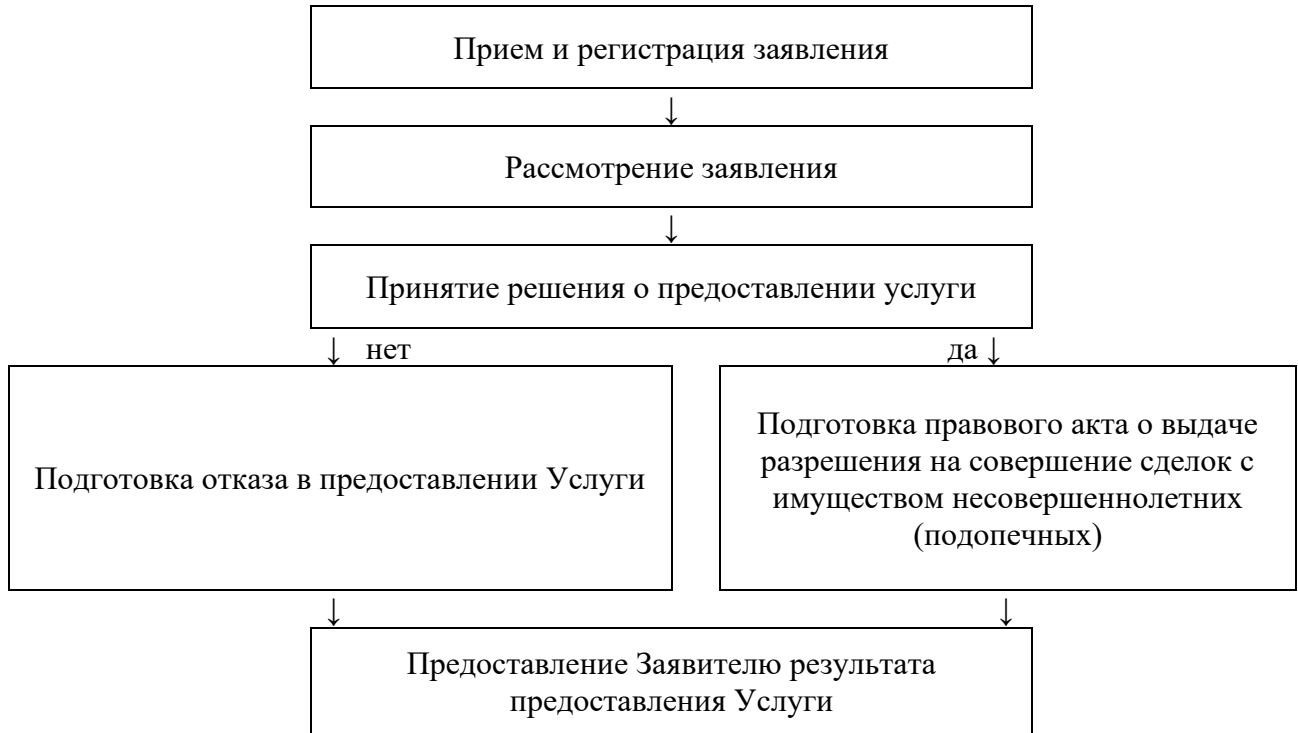 Прием и регистрация заявления
↓
Рассмотрение заявления
↓
Принятие решения о предоставлении услуги
↓ нет
да ↓
Подготовка отказа в предоставлении Услуги
Подготовка правового акта о выдаче
разрешения на совершение сделок с
имуществом несовершеннолетних
(подопечных)
↓
↓
Предоставление Заявителю результата
предоставления Услуги